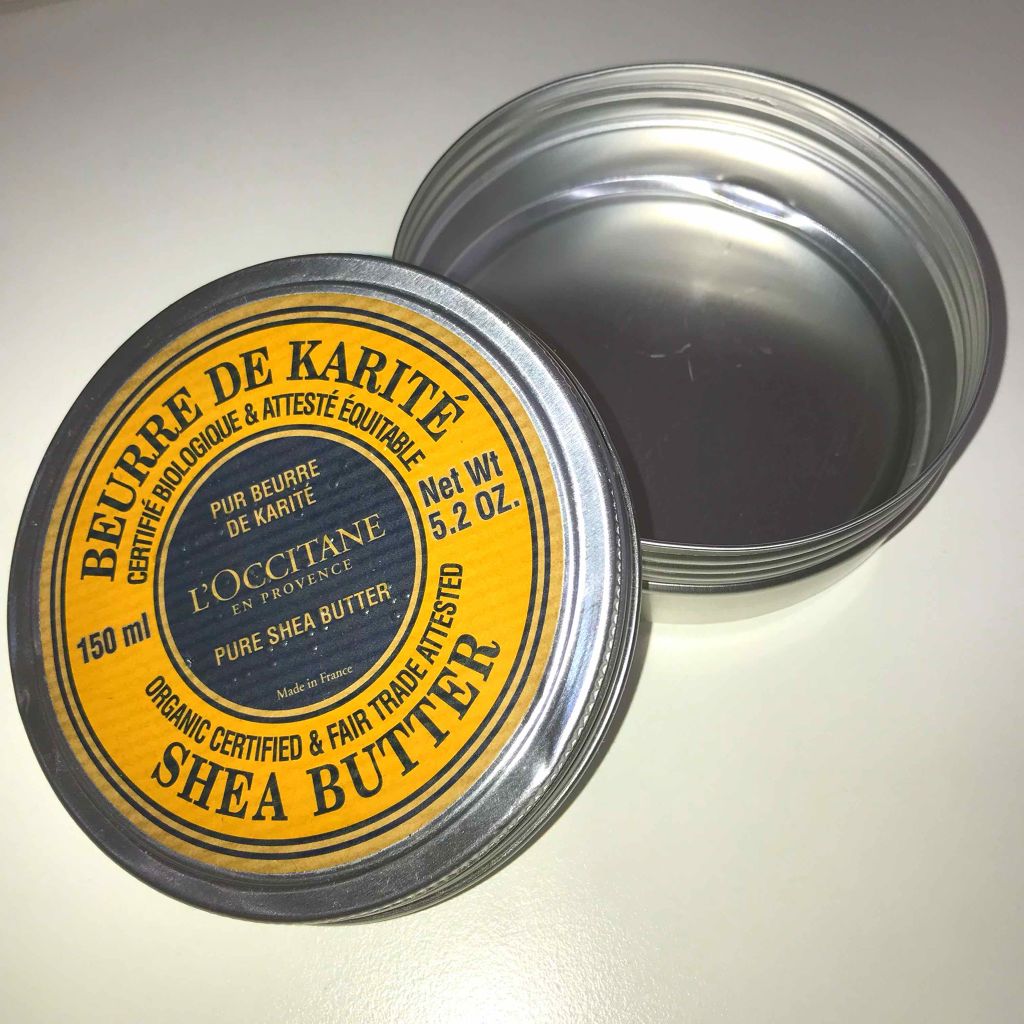 BEURRE DE KARITÉ
CERTIFIÉ BIOLOGIQUE & ATTESTÉ ÉQUITABLE
PUR BEURRE
DE KARITÉ
L'OCCITANE
EN PROVENCE
PURE SHEA BUTTER
Made in France
150 ml
Net Wt
5.2 OZ.
ORGANIC CERTIFIED & FAIR TRADE ATTESTED
SHEA BUTTER